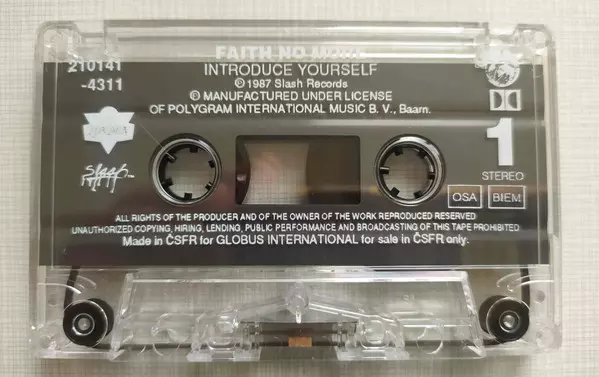 FAITH NO MORE
210141
-4311
INTRODUCE YOURSELF
℗ 1987 Slash Records
© MANUFACTURED UNDER LICENSE
OF POLYGRAM INTERNATIONAL MUSIC B. V., Baarn.
LONDON
Slash
1
STEREO
OSA
BIEM
ALL RIGHTS OF THE PRODUCER AND OF THE OWNER OF THE WORK REPRODUCED RESERVED
UNAUTHORIZED COPYING, HIRING, LENDING, PUBLIC PERFORMANCE AND BROADCASTING OF THIS TAPE PROHIBITED
Made in ČSFR for GLOBUS INTERNATIONAL for sale in ČSFR only.